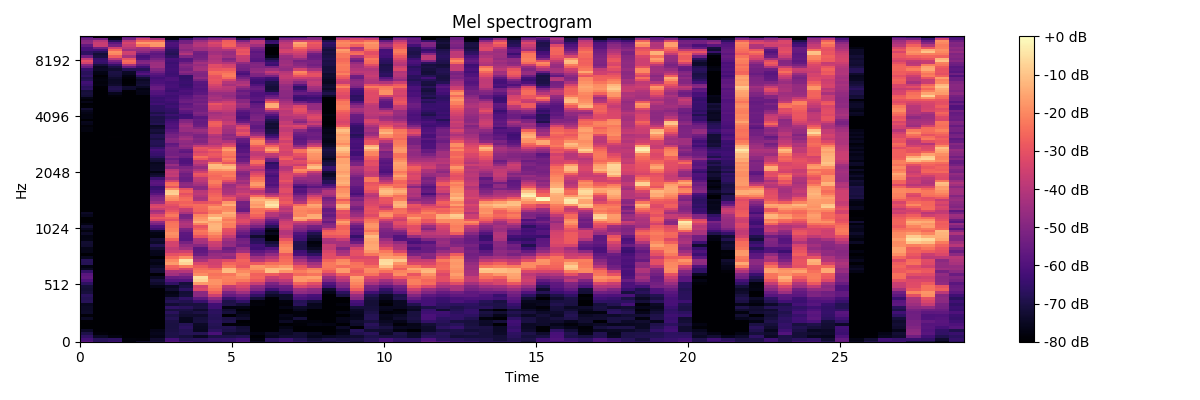 Mel spectrogram
+0 dB
8192
-10 dB
4096
-20 dB
-30 dB
Hz
2048
-40 dB
1024
-50 dB
-60 dB
512
-70 dB
0
-80 dB
0 5 10 15 20 25
Time